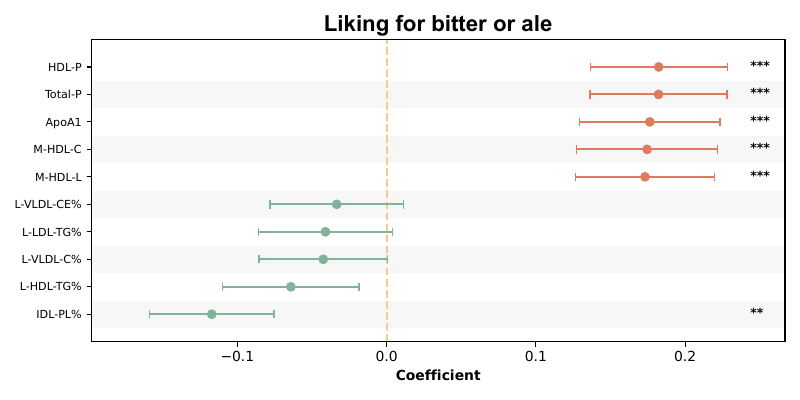 Liking for bitter or ale
HDL-P ***
Total-P ***
ApoA1 ***
M-HDL-C ***
M-HDL-L ***
L-VLDL-CE%
L-LDL-TG%
L-VLDL-C%
L-HDL-TG%
IDL-PL% **
−0.1 0.0 0.1 0.2
Coefficient